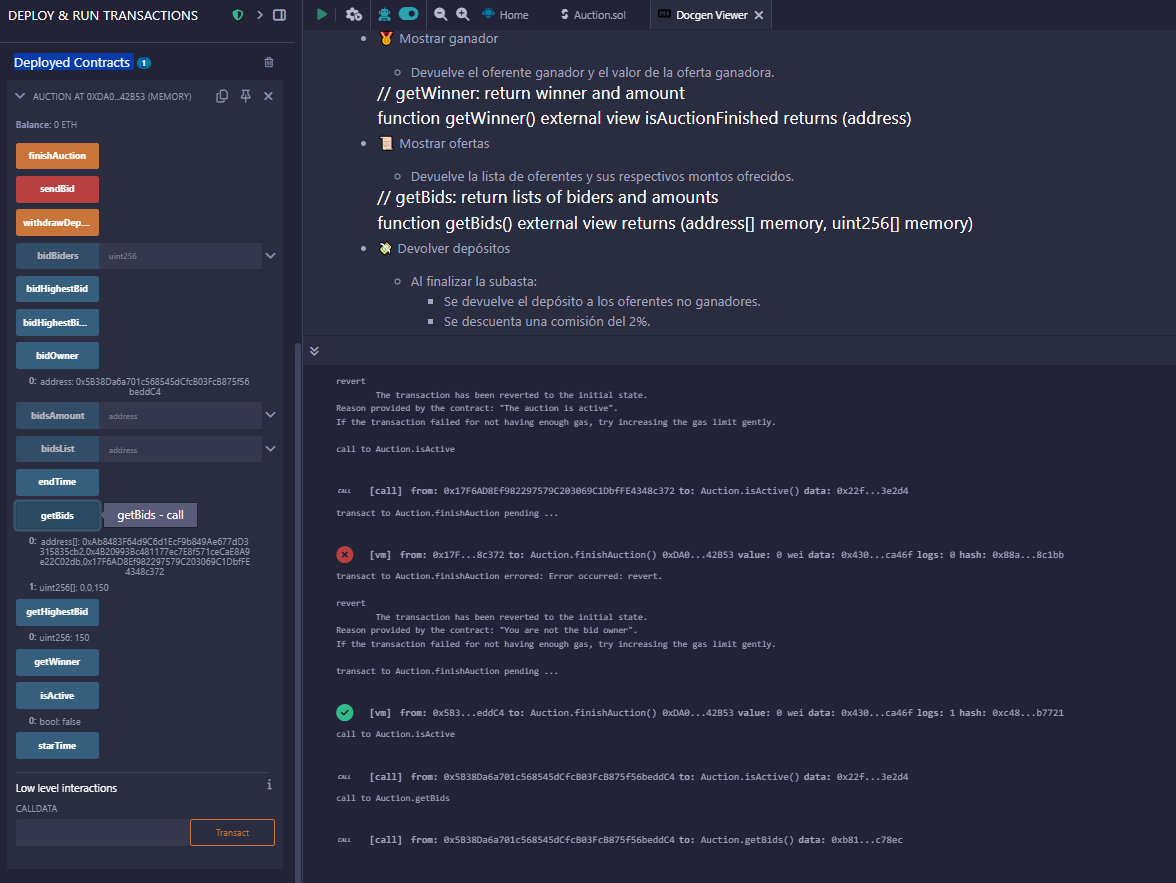 DEPLOY & RUN TRANSACTIONS
Home
Auction.sol
Docgen Viewer
Deployed Contracts 1
AUCTION AT 0XDA0...42B53 (MEMORY)
Balance: 0 ETH
finishAuction
sendBid
withdrawDep...
bidBiders
uint256
bidHighestBid
bidHighestBi...
bidOwner
0: address: 0x5B38Da6a701c568545dCfcB03FcB875f56
beddC4
bidsAmount
address
bidsList
address
endTime
getBids
getBids - call
0: address[]: 0xAb8483F64d9C6d1EcF9b849Ae677dD3
315835cb2,0x4B20993Bc481177ec7E8f571ceCaE8A9
e22C02db,0x17F6AD8Ef982297579C203069C1DbfFE
4348c372
1: uint256[]: 0,0,150
getHighestBid
0: uint256: 150
getWinner
isActive
0: bool: false
starTime
Low level interactions
CALLDATA
Transact
Mostrar ganador
Devuelve el oferente ganador y el valor de la oferta ganadora.
// getWinner: return winner and amount
function getWinner() external view isAuctionFinished returns (address)
Mostrar ofertas
Devuelve la lista de oferentes y sus respectivos montos ofrecidos.
// getBids: return lists of biders and amounts
function getBids() external view returns (address[] memory, uint256[] memory)
Devolver depósitos
Al finalizar la subasta:
Se devuelve el depósito a los oferentes no ganadores.
Se descuenta una comisión del 2%.
revert
The transaction has been reverted to the initial state.
Reason provided by the contract: "The auction is active".
If the transaction failed for not having enough gas, try increasing the gas limit gently.
call to Auction.isActive
CALL [call] from: 0x17F6AD8Ef982297579C203069C1DbfFE4348c372 to: Auction.isActive() data: 0x22f...3e2d4
transact to Auction.finishAuction pending ...
[vm] from: 0x17F...8c372 to: Auction.finishAuction() 0xDA0...42B53 value: 0 wei data: 0x430...ca46f logs: 0 hash: 0x88a...8c1bb
transact to Auction.finishAuction errored: Error occurred: revert.
revert
The transaction has been reverted to the initial state.
Reason provided by the contract: "You are not the bid owner".
If the transaction failed for not having enough gas, try increasing the gas limit gently.
transact to Auction.finishAuction pending ...
[vm] from: 0x5B3...eddC4 to: Auction.finishAuction() 0xDA0...42B53 value: 0 wei data: 0x430...ca46f logs: 1 hash: 0xc48...b7721
call to Auction.isActive
CALL [call] from: 0x5B38Da6a701c568545dCfcB03FcB875f56beddC4 to: Auction.isActive() data: 0x22f...3e2d4
call to Auction.getBids
CALL [call] from: 0x5B38Da6a701c568545dCfcB03FcB875f56beddC4 to: Auction.getBids() data: 0xb81...c78ec